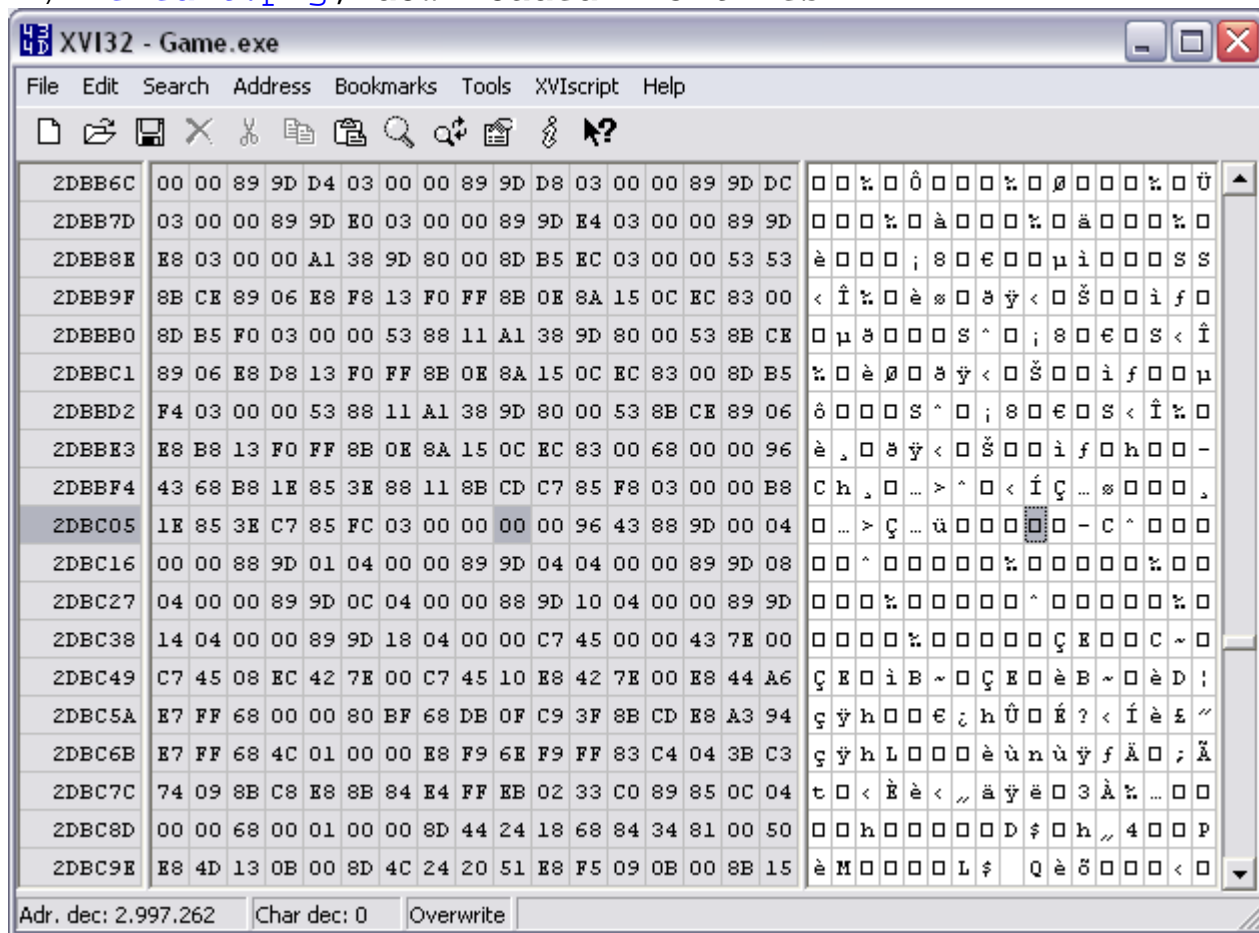 XVI32 - Game.exe
File Edit Search Address Bookmarks Tools XVIscript Help
2DBB6C 00 00 89 9D D4 03 00 00 89 9D D8 03 00 00 89 9D DC □ □ ‰ □ Ô □ □ □ ‰ □ Ø □ □ □ ‰ □ Ü
2DBB7D 03 00 00 89 9D E0 03 00 00 89 9D E4 03 00 00 89 9D □ □ □ ‰ □ à □ □ □ ‰ □ ä □ □ □ ‰ □
2DBB8E E8 03 00 00 A1 38 9D 80 00 8D B5 EC 03 00 00 53 53 è □ □ □ ¡ 8 □ € □ □ µ ì □ □ □ S S
2DBB9F 8B CE 89 06 E8 F8 13 F0 FF 8B 0E 8A 15 0C EC 83 00 ‹ Î ‰ □ è ø □ ð ÿ ‹ □ Š □ □ ì ƒ □
2DBBB0 8D B5 F0 03 00 00 53 88 11 A1 38 9D 80 00 53 8B CE □ µ ð □ □ □ S ˆ □ ¡ 8 □ € □ S ‹ Î
2DBBC1 89 06 E8 D8 13 F0 FF 8B 0E 8A 15 0C EC 83 00 8D B5 ‰ □ è Ø □ ð ÿ ‹ □ Š □ □ ì ƒ □ □ µ
2DBBD2 F4 03 00 00 53 88 11 A1 38 9D 80 00 53 8B CE 89 06 ô □ □ □ S ˆ □ ¡ 8 □ € □ S ‹ Î ‰ □
2DBBE3 E8 B8 13 F0 FF 8B 0E 8A 15 0C EC 83 00 68 00 00 96 è ¸ □ ð ÿ ‹ □ Š □ □ ì ƒ □ h □ □ –
2DBBF4 43 68 B8 1E 85 3E 88 11 8B CD C7 85 F8 03 00 00 B8 C h ¸ □ … > ˆ □ ‹ Í Ç … ø □ □ □ ¸
2DBC05 1E 85 3E C7 85 FC 03 00 00 00 00 96 43 88 9D 00 04 □ … > Ç … ü □ □ □ □ □ – C ˆ □ □ □
2DBC16 00 00 88 9D 01 04 00 00 89 9D 04 04 00 00 89 9D 08 □ □ ˆ □ □ □ □ □ ‰ □ □ □ □ □ ‰ □ □
2DBC27 04 00 00 89 9D 0C 04 00 00 88 9D 10 04 00 00 89 9D □ □ □ ‰ □ □ □ □ □ ˆ □ □ □ □ □ ‰ □
2DBC38 14 04 00 00 89 9D 18 04 00 00 C7 45 00 00 43 7E 00 □ □ □ □ ‰ □ □ □ □ □ Ç E □ □ C ~ □
2DBC49 C7 45 08 EC 42 7E 00 C7 45 10 E8 42 7E 00 E8 44 A6 Ç E □ ì B ~ □ Ç E □ è B ~ □ è D ¦
2DBC5A E7 FF 68 00 00 80 BF 68 DB 0F C9 3F 8B CD E8 A3 94 ç ÿ h □ □ € ¿ h Û □ É ? ‹ Í è £ ”
2DBC6B E7 FF 68 4C 01 00 00 E8 F9 6E F9 FF 83 C4 04 3B C3 ç ÿ h L □ □ □ è ù n ù ÿ ƒ Ä □ ; Ã
2DBC7C 74 09 8B C8 E8 8B 84 E4 FF EB 02 33 C0 89 85 0C 04 t □ ‹ È è ‹ „ ä ÿ ë □ 3 À ‰ … □ □
2DBC8D 00 00 68 00 01 00 00 8D 44 24 18 68 84 34 81 00 50 □ □ h □ □ □ □ □ D $ □ h „ 4 □ □ P
2DBC9E E8 4D 13 0B 00 8D 4C 24 20 51 E8 F5 09 0B 00 8B 15 è M □ □ □ □ L $ Q è õ □ □ □ ‹ □
Adr. dec: 2.997.262 Char dec: 0 Overwrite